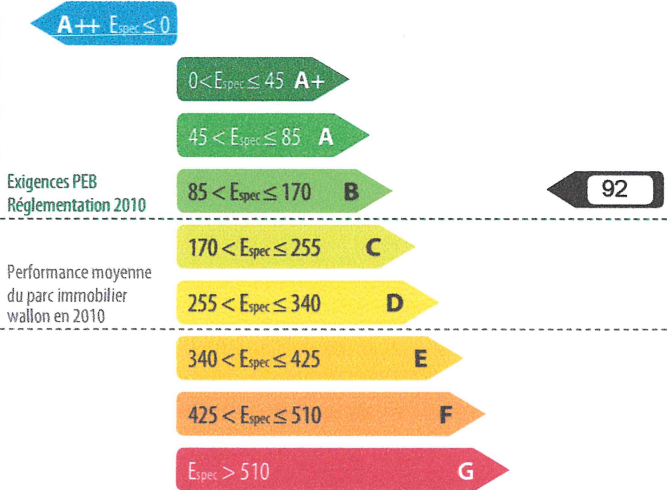 A++ Espec ≤ 0
0 < Espec ≤ 45 A+
45 < Espec ≤ 85 A
Exigences PEB
Réglementation 2010
85 < Espec ≤ 170 B
92
170 < Espec ≤ 255 C
Performance moyenne
du parc immobilier
wallon en 2010
255 < Espec ≤ 340 D
340 < Espec ≤ 425 E
425 < Espec ≤ 510 F
Espec > 510 G